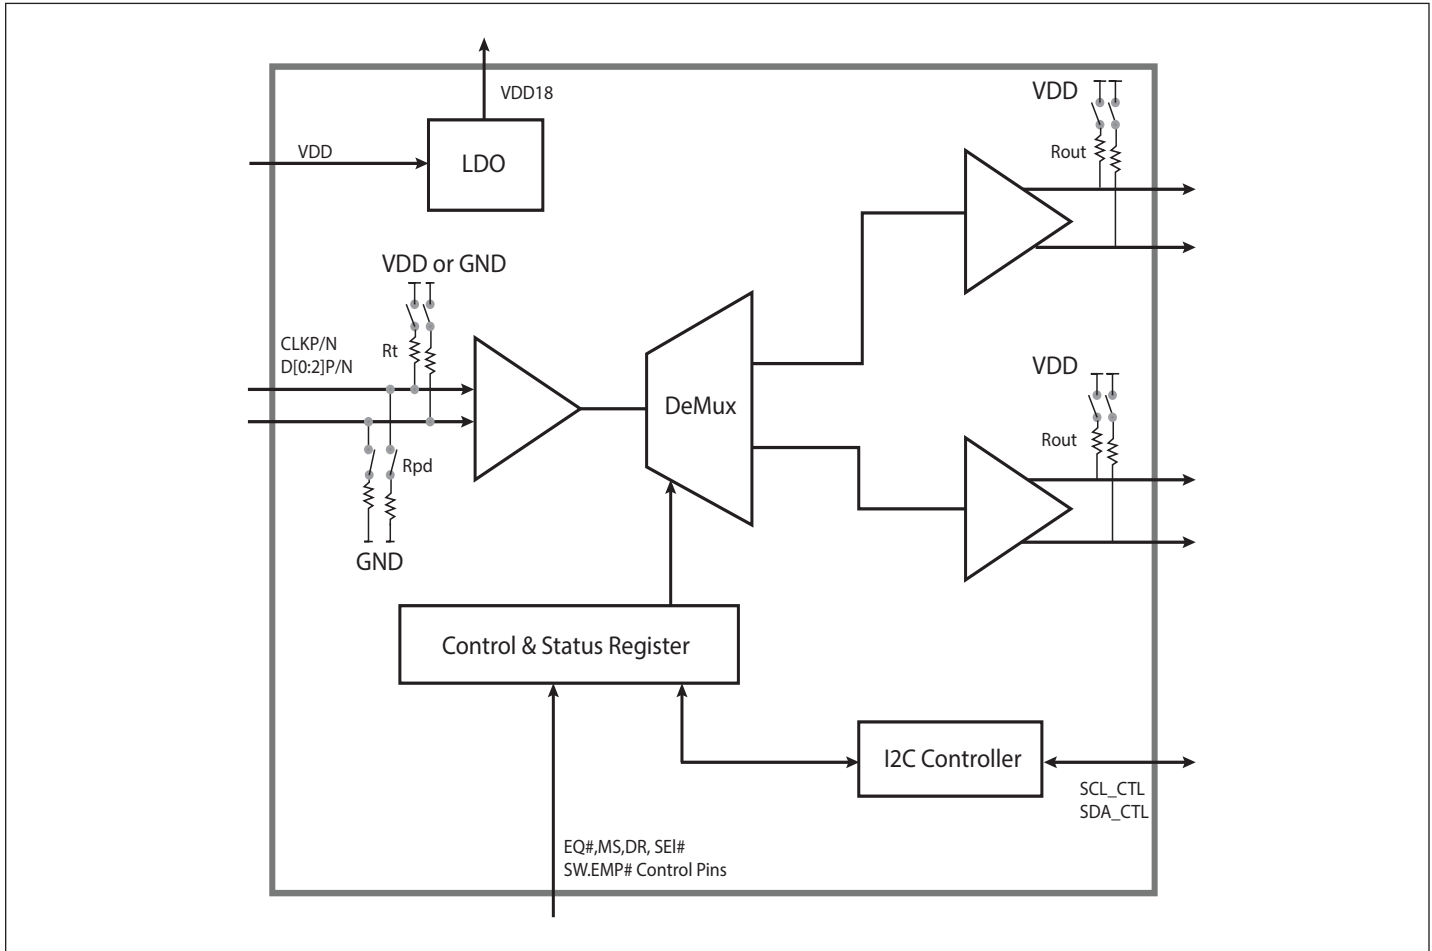 VDD18
VDD
LDO
VDD
Rout
VDD or GND
CLKP/N
D[0:2]P/N
Rt
DeMux
VDD
Rout
Rpd
GND
Control & Status Register
I2C Controller
SCL_CTL
SDA_CTL
EQ#,MS,DR, SEl#
SW.EMP# Control Pins